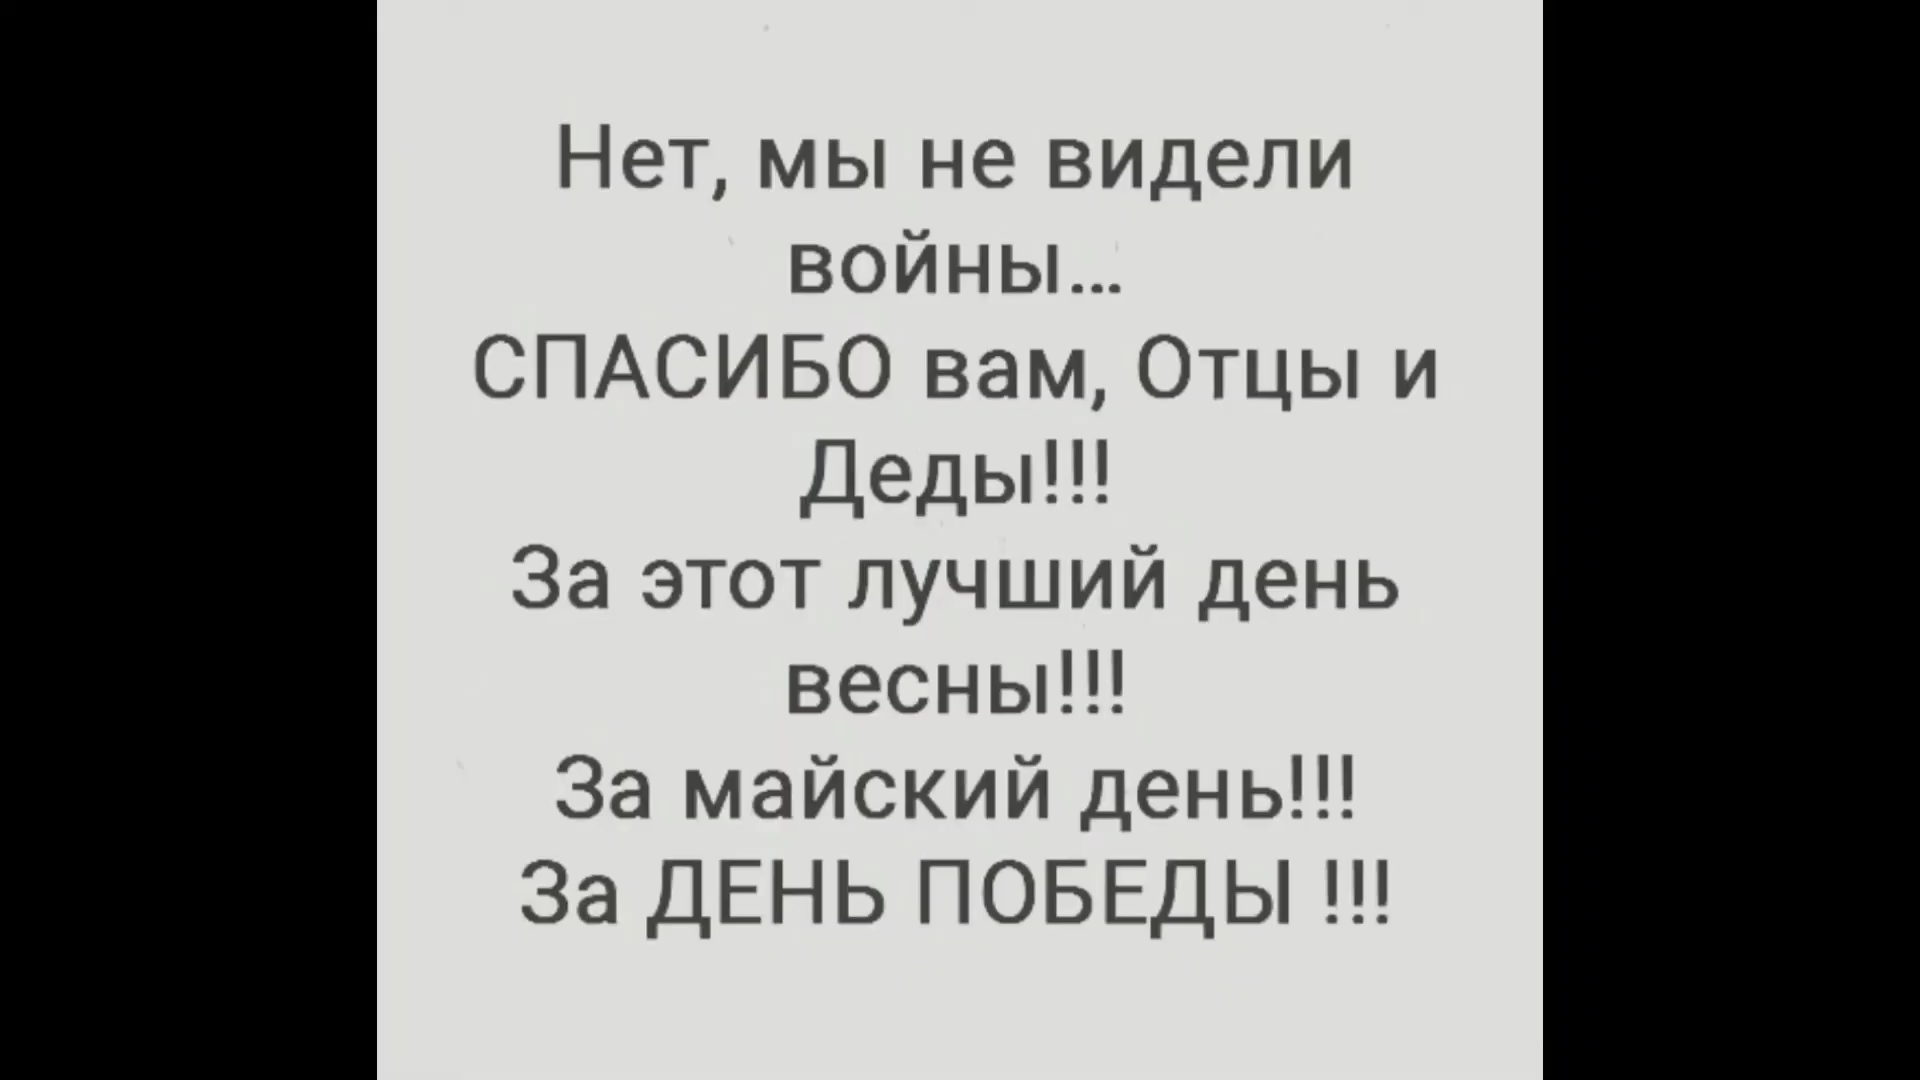 Нет, мы не видели
войны...
СПАСИБО вам, Отцы и
Деды!!!
За этот лучший день
весны!!!
За майский день!!!
За ДЕНЬ ПОБЕДЫ !!!